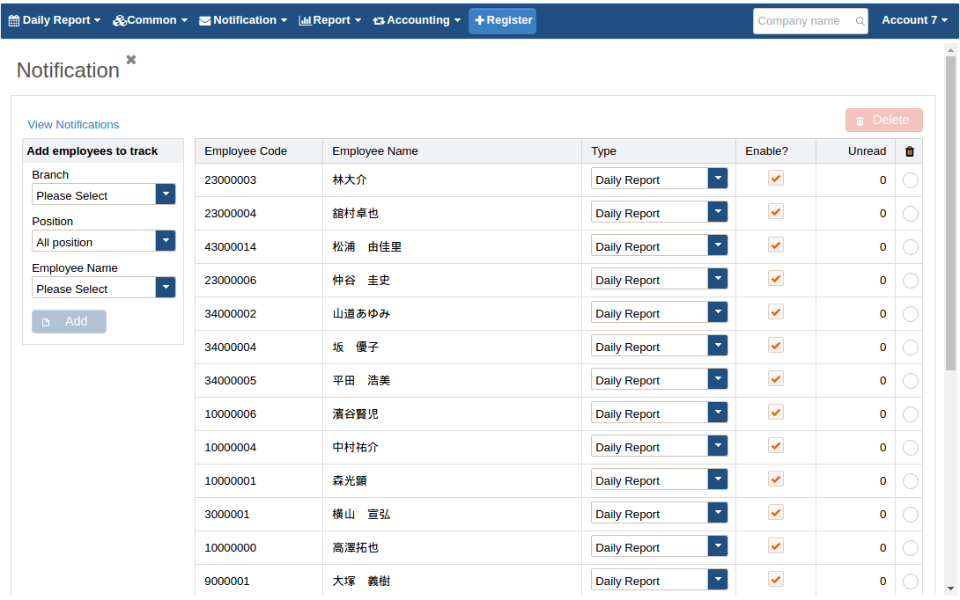 Daily Report Common Notification Report Accounting Register Company name Account 7
Notification
View Notifications
Delete
Add employees to track
Branch
Please Select
Position
All position
Employee Name
Please Select
Add
Employee Code Employee Name Type Enable? Unread
23000003 林大介 Daily Report 0
23000004 舘村卓也 Daily Report 0
43000014 松浦　由佳里 Daily Report 0
23000006 仲谷　圭史 Daily Report 0
34000002 山道あゆみ Daily Report 0
34000004 坂　優子 Daily Report 0
34000005 平田　浩美 Daily Report 0
10000006 濱谷賢児 Daily Report 0
10000004 中村祐介 Daily Report 0
10000001 森光顕 Daily Report 0
3000001 横山　宣弘 Daily Report 0
10000000 高澤拓也 Daily Report 0
9000001 大塚　義樹 Daily Report 0